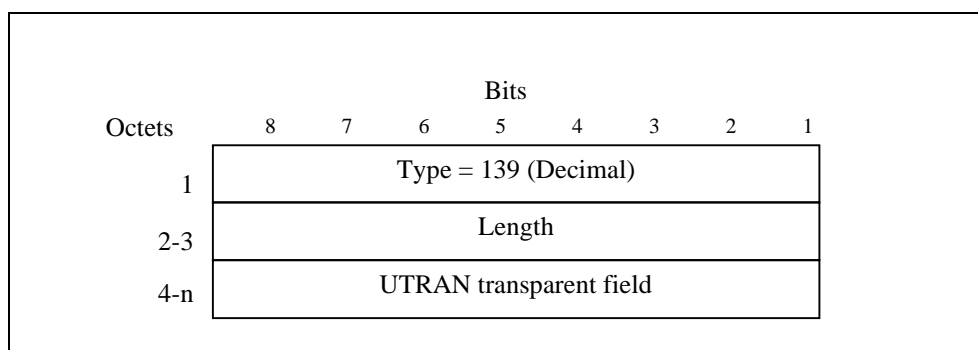 Bits
Octets 8 7 6 5 4 3 2 1
1 Type = 139 (Decimal)
2-3 Length
4-n UTRAN transparent field